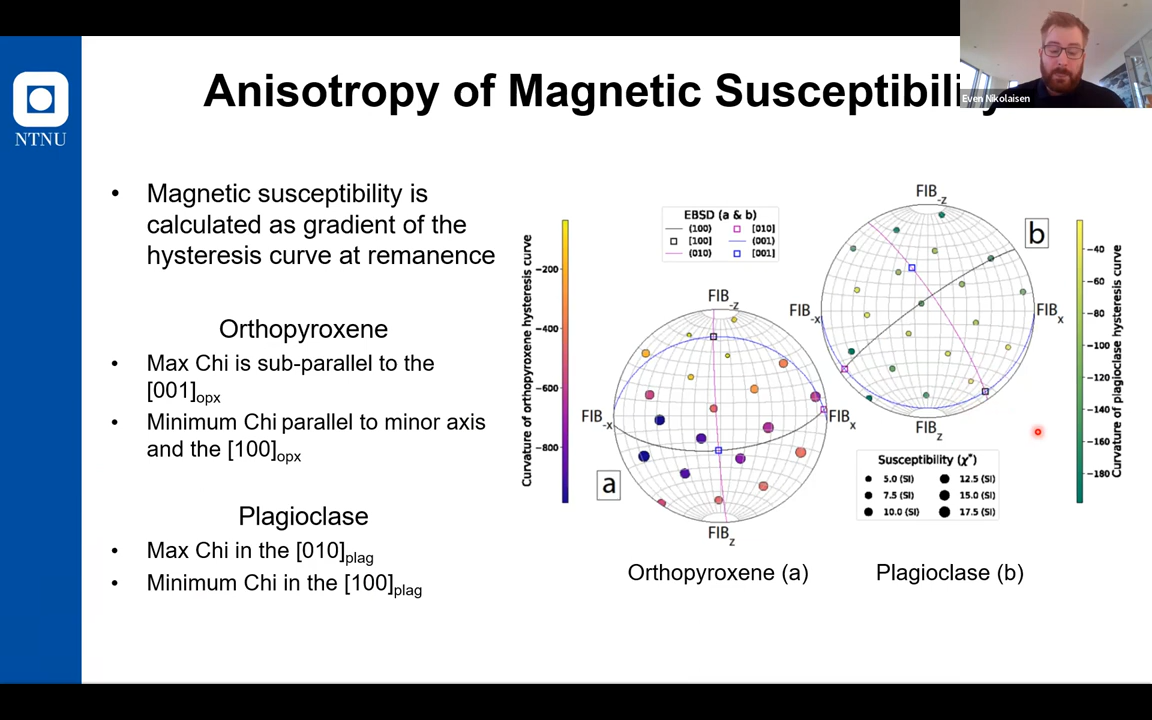 Anisotropy of Magnetic Susceptibili
Even Nikolaisen
NTNU
• Magnetic susceptibility is
calculated as gradient of the
hysteresis curve at remanence
Orthopyroxene
• Max Chi is sub-parallel to the
[001]opx
• Minimum Chi parallel to minor axis
and the [100]opx
Plagioclase
• Max Chi in the [010]plag
• Minimum Chi in the [100]plag
Curvature of orthopyroxene hysteresis curve
−200
−400
−600
−800
EBSD (a & b)
(100) [010]
[100] (001)
(010) [001]
FIB-z
FIB-x
FIBx
FIBz
a
FIB-z
FIB-x
FIBx
FIBz
b
−40
−60
−80
−100
−120
−140
−160
−180
Curvature of plagioclase hysteresis curve
Susceptibility (χ*)
5.0 (SI) 12.5 (SI)
7.5 (SI) 15.0 (SI)
10.0 (SI) 17.5 (SI)
Orthopyroxene (a)
Plagioclase (b)